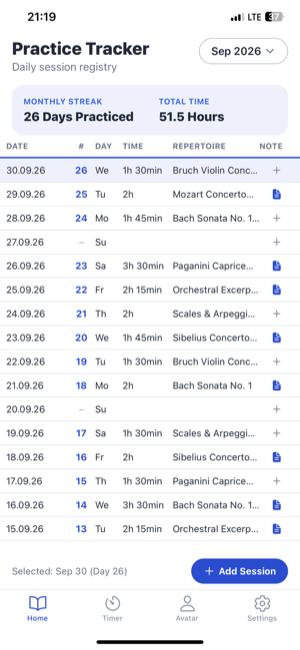 21:19 LTE 37
Practice Tracker
Sep 2026
Daily session registry
MONTHLY STREAK TOTAL TIME
26 Days Practiced 51.5 Hours
DATE # DAY TIME REPERTOIRE NOTE
30.09.26 26 We 1h 30min Bruch Violin Conc... +
29.09.26 25 Tu 2h Mozart Concerto...
28.09.26 24 Mo 1h 45min Bach Sonata No. 1... +
27.09.26 – Su +
26.09.26 23 Sa 3h 30min Paganini Caprice...
25.09.26 22 Fr 2h 15min Orchestral Excerp...
24.09.26 21 Th 2h Scales & Arpeggi... +
23.09.26 20 We 1h 45min Sibelius Concerto...
22.09.26 19 Tu 1h 30min Bruch Violin Conc... +
21.09.26 18 Mo 2h Bach Sonata No. 1
20.09.26 – Su +
19.09.26 17 Sa 1h 30min Scales & Arpeggi... +
18.09.26 16 Fr 2h Sibelius Concerto...
17.09.26 15 Th 1h 30min Paganini Caprice... +
16.09.26 14 We 3h 30min Bach Sonata No. 1...
15.09.26 13 Tu 2h 15min Orchestral Excerp...
Selected: Sep 30 (Day 26) + Add Session
Home Timer Avatar Settings